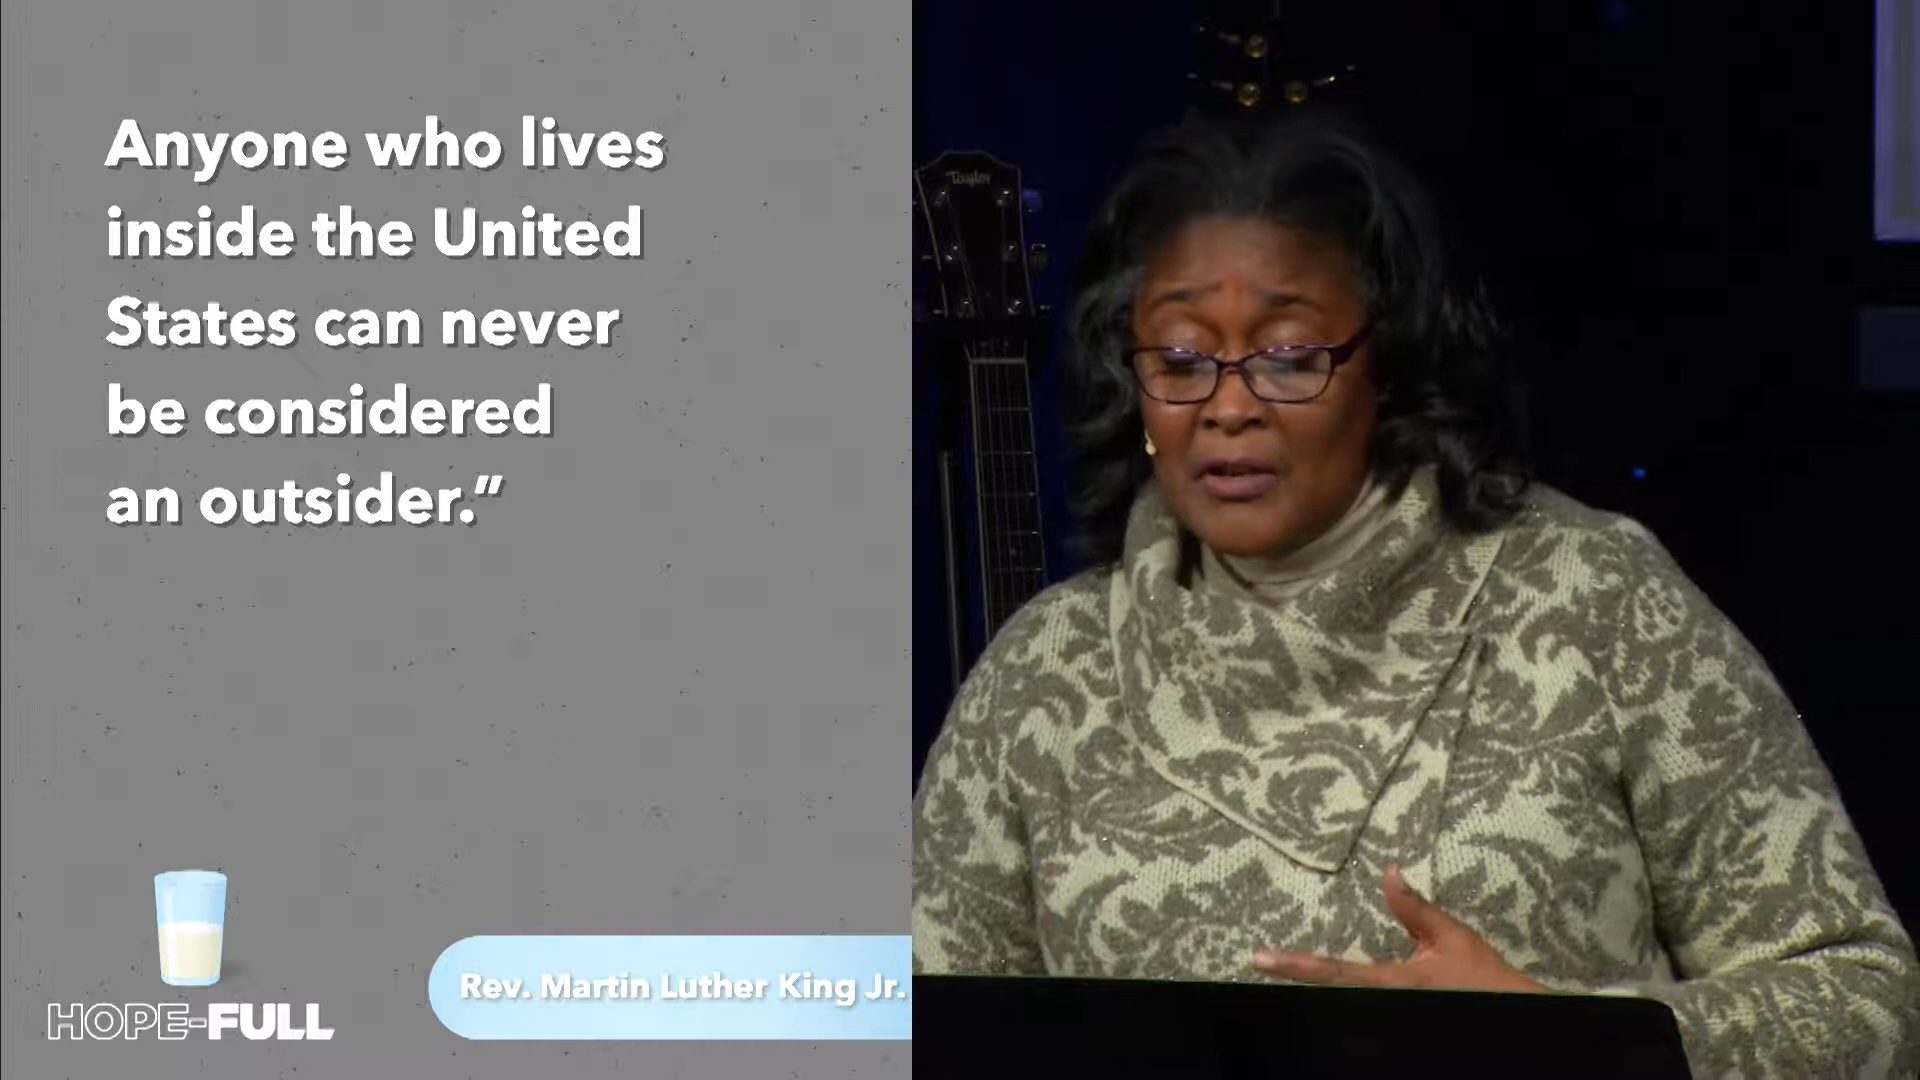 Anyone who lives
inside the United
States can never
be considered
an outsider.”
HOPE-FULL
Rev. Martin Luther King Jr.
Taylor